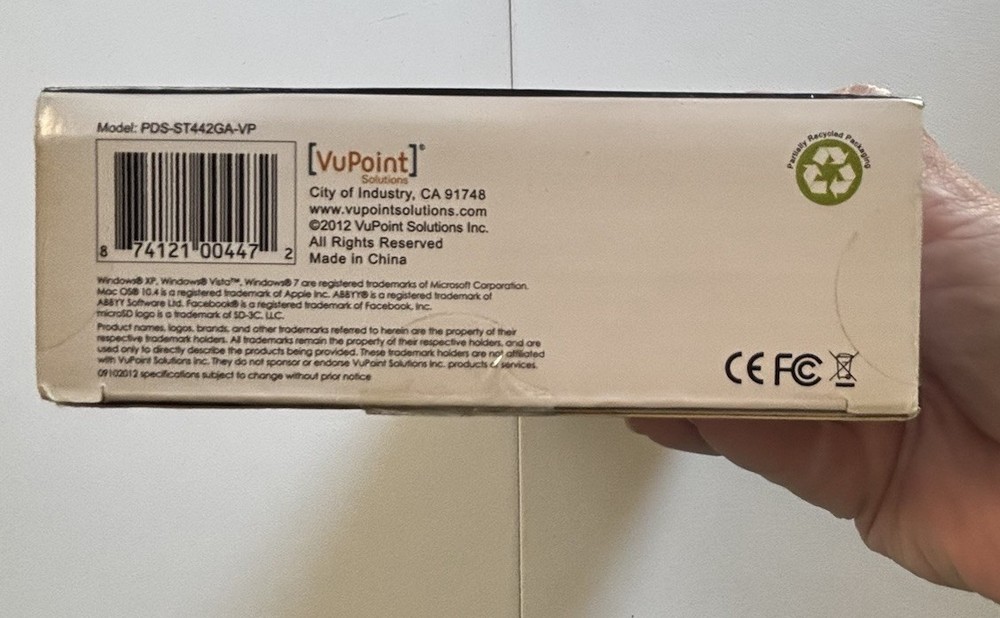 Model: PDS-ST442GA-VP
8 74121 00447 2
[VuPoint]®
Solutions
City of Industry, CA 91748
www.vupointsolutions.com
©2012 VuPoint Solutions Inc.
All Rights Reserved
Made in China
Partially Recycled Packaging
Windows® XP, Windows® Vista™, Windows® 7 are registered trademarks of Microsoft Corporation.
Mac OS® 10.4 is a registered trademark of Apple Inc. ABBYY® is a registered trademark of
ABBYY Software Ltd. Facebook® is a registered trademark of Facebook, Inc.
microSD logo is a trademark of SD-3C, LLC.
Product names, logos, brands, and other trademarks referred to herein are the property of their
respective trademark holders. All trademarks remain the property of their respective holders, and are
used only to directly describe the products being provided. These trademark holders are not affiliated
with VuPoint Solutions Inc. They do not sponsor or endorse VuPoint Solutions Inc. products or services.
09102012 specifications subject to change without prior notice
CE FC